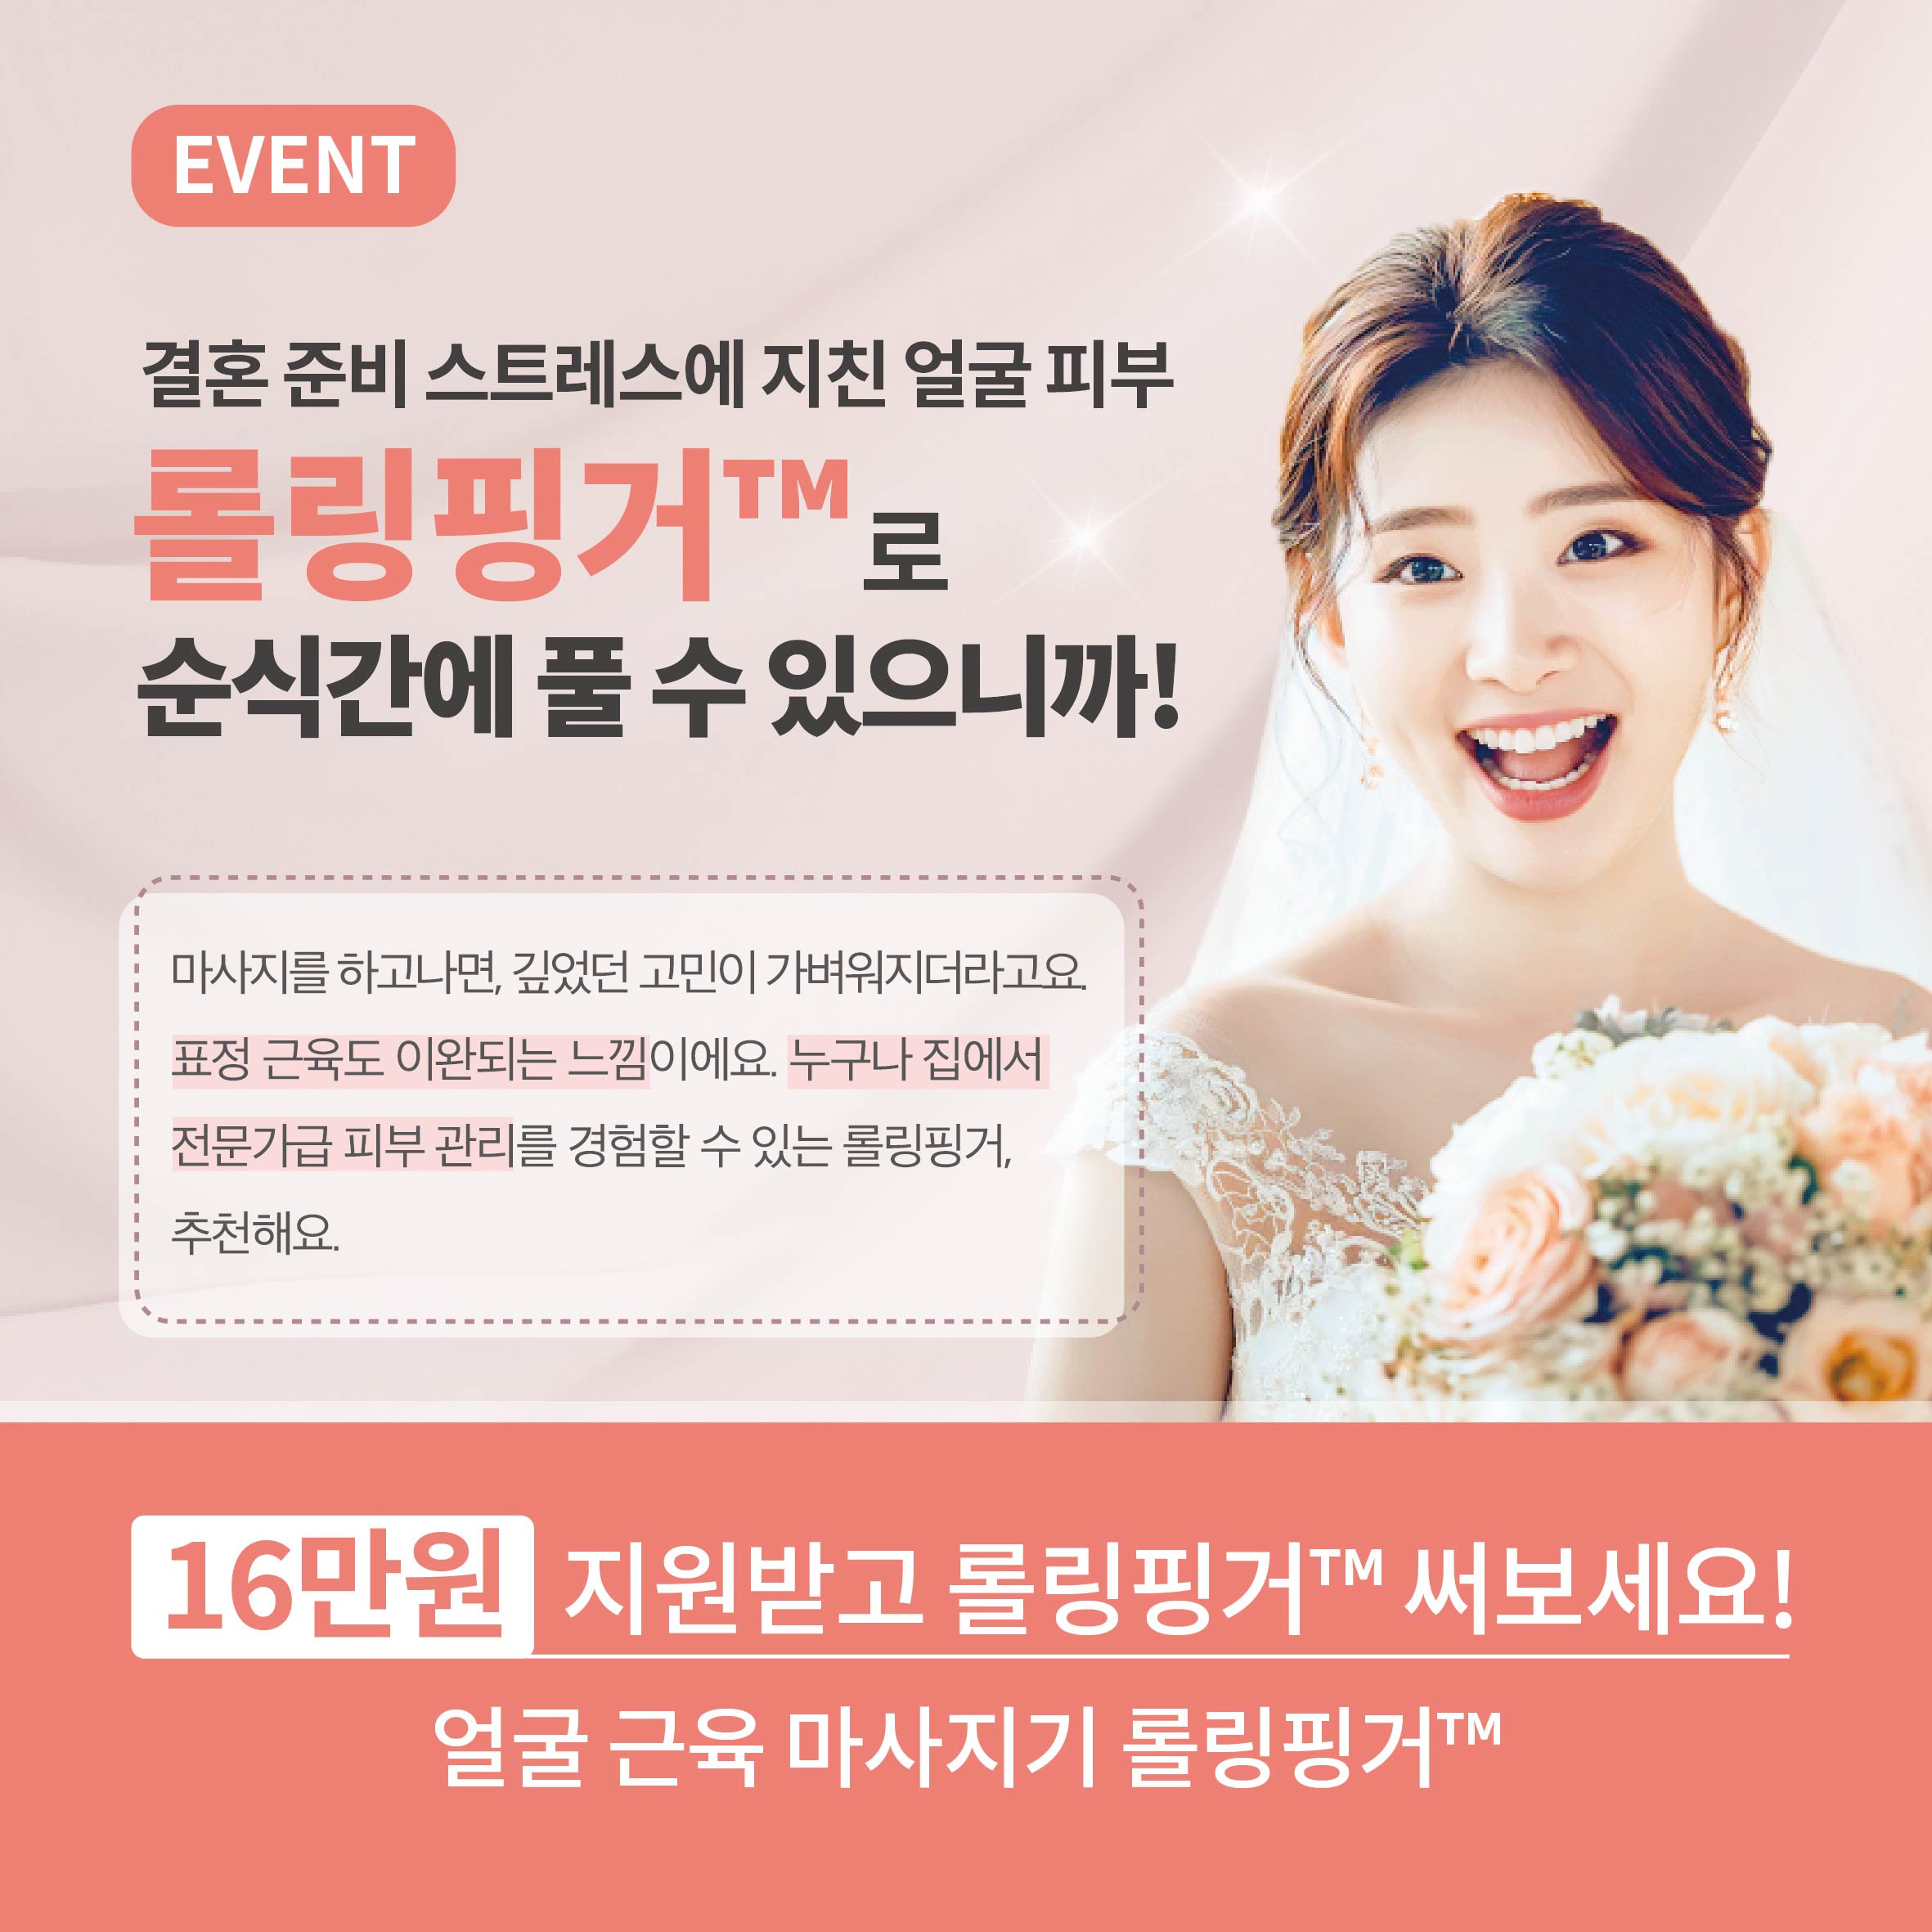 EVENT
결혼 준비 스트레스에 지친 얼굴 피부
롤링핑거™로
순식간에 풀 수 있으니까!
마사지를 하고나면, 깊었던 고민이 가벼워지더라고요.
표정 근육도 이완되는 느낌이에요. 누구나 집에서
전문가급 피부 관리를 경험할 수 있는 롤링핑거,
추천해요.
16만원 지원받고 롤링핑거™ 써보세요!
얼굴 근육 마사지기 롤링핑거™